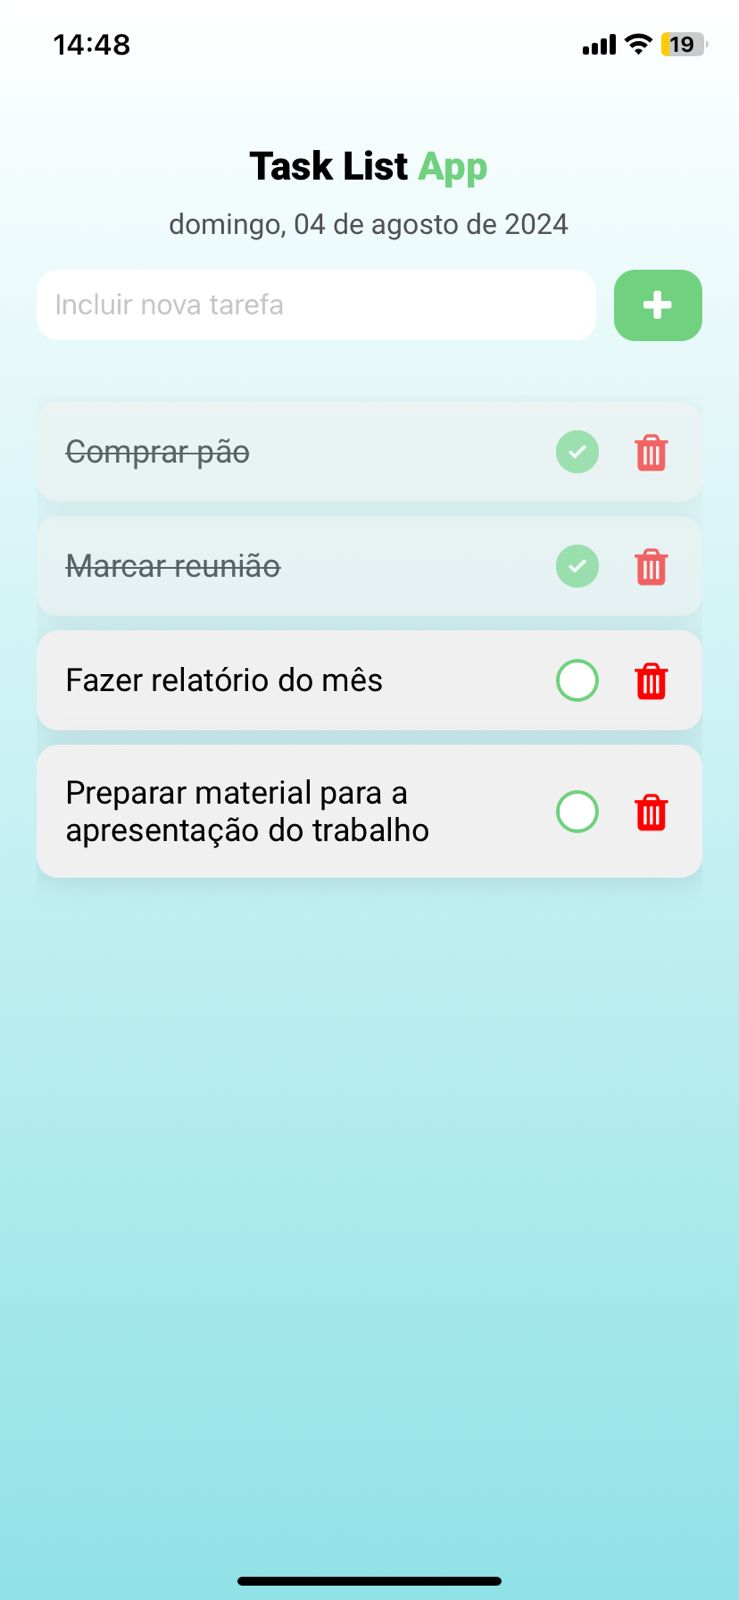 14:48
19
Task List App
domingo, 04 de agosto de 2024
Incluir nova tarefa
Comprar pão
Marcar reunião
Fazer relatório do mês
Preparar material para a
apresentação do trabalho